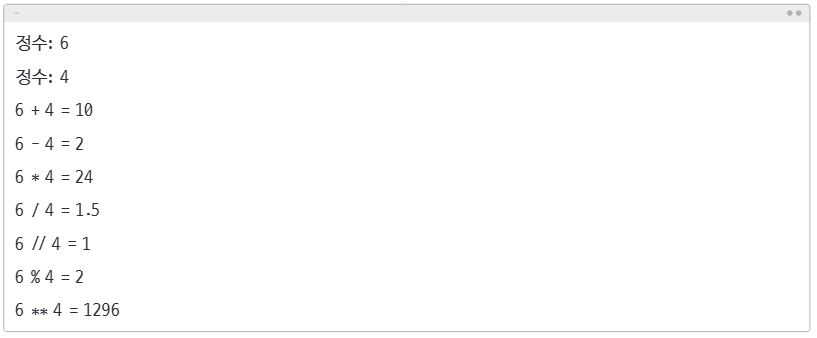 정수: 6
정수: 4
6 + 4 = 10
6 - 4 = 2
6 * 4 = 24
6 / 4 = 1.5
6 // 4 = 1
6 % 4 = 2
6 ** 4 = 1296